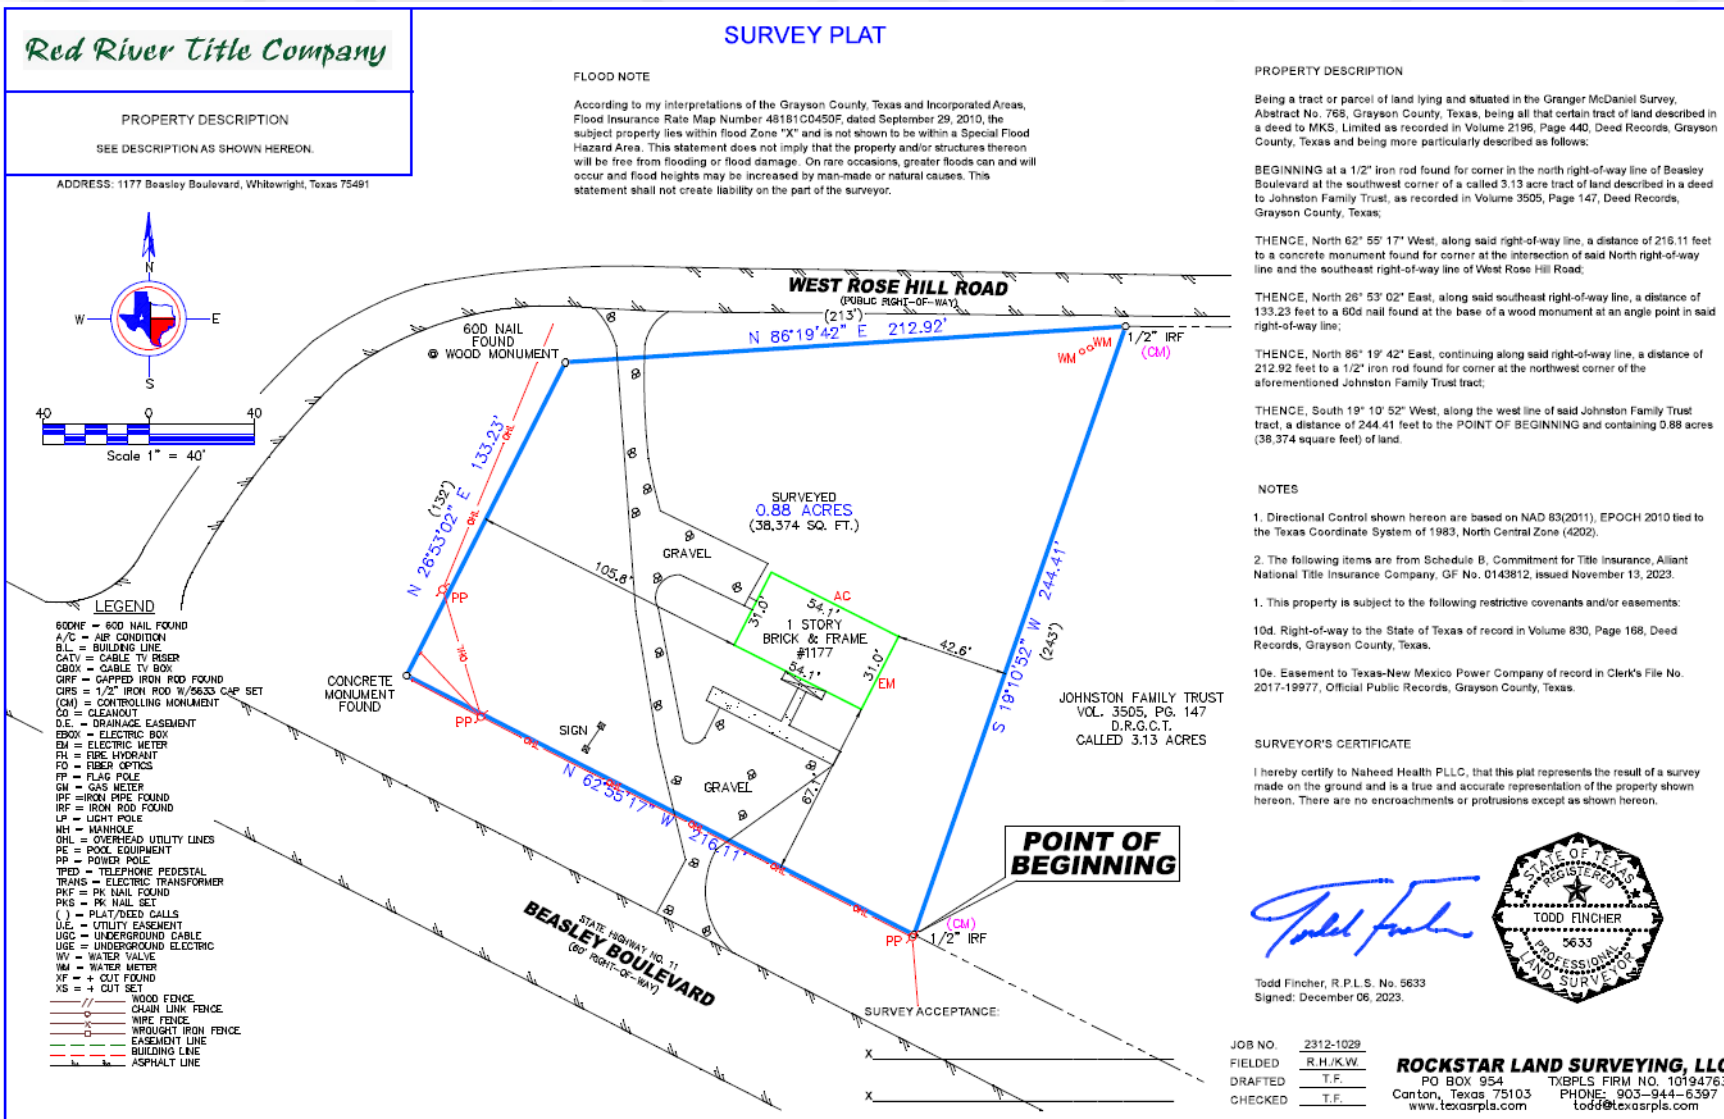 Red River Title Company
PROPERTY DESCRIPTION
SEE DESCRIPTION AS SHOWN HEREON.
ADDRESS: 1177 Beasley Boulevard, Whitewright, Texas 75491
SURVEY PLAT
FLOOD NOTE
According to my interpretations of the Grayson County, Texas and Incorporated Areas,
Flood Insurance Rate Map Number 48181C0450F, dated September 29, 2010, the
subject property lies within flood Zone "X" and is not shown to be within a Special Flood
Hazard Area. This statement does not imply that the property and/or structures thereon
will be free from flooding or flood damage. On rare occasions, greater floods can and will
occur and flood heights may be increased by man-made or natural causes. This
statement shall not create liability on the part of the surveyor.
N
W
E
S
40
0
40
Scale 1" = 40'
WEST ROSE HILL ROAD
(PUBLIC RIGHT-OF-WAY)
(213')
N 86°19'42" E 212.92'
60D NAIL
FOUND
@ WOOD MONUMENT
1/2" IRF
(CM)
WM
WM
N 26°53'02" E 133.23'
(132')
OHL
OHL
OHL
PP
PP
SURVEYED
0.88 ACRES
(38,374 SQ. FT.)
GRAVEL
105.8'
31.0'
54.1'
AC
1 STORY
BRICK & FRAME
#1177
54.1'
31.0'
EM
42.6'
S 19°10'52" W 244.41'
(243')
CONCRETE
MONUMENT
FOUND
SIGN
GRAVEL
67.1'
N 62°55'17" W 216.11'
OHL
OHL
OHL
OHL
OHL
JOHNSTON FAMILY TRUST
VOL. 3505, PG. 147
D.R.G.C.T.
CALLED 3.13 ACRES
POINT OF
BEGINNING
(CM)
1/2" IRF
PP
STATE HIGHWAY NO. 11
BEASLEY BOULEVARD
(60' RIGHT-OF-WAY)
SURVEY ACCEPTANCE:
X
X
LEGEND
60DNF = 60D NAIL FOUND
A/C = AIR CONDITION
B.L. = BUILDING LINE
CATV = CABLE TV RISER
CBOX = CABLE TV BOX
CIRF = CAPPED IRON ROD FOUND
CIRS = 1/2" IRON ROD W/5633 CAP SET
(CM) = CONTROLLING MONUMENT
CO = CLEANOUT
D.E. = DRAINAGE EASEMENT
EBOX = ELECTRIC BOX
EM = ELECTRIC METER
FH = FIRE HYDRANT
FO = FIBER OPTICS
FP = FLAG POLE
GM = GAS METER
IPF =IRON PIPE FOUND
IRF = IRON ROD FOUND
LP = LIGHT POLE
MH = MANHOLE
OHL = OVERHEAD UTILITY LINES
PE = POOL EQUIPMENT
PP = POWER POLE
TPED = TELEPHONE PEDESTAL
TRANS = ELECTRIC TRANSFORMER
PKF = PK NAIL FOUND
PKS = PK NAIL SET
( ) = PLAT/DEED CALLS
U.E. = UTILITY EASEMENT
UGC = UNDERGROUND CABLE
UGE = UNDERGROUND ELECTRIC
WV = WATER VALVE
WM = WATER METER
XF = + CUT FOUND
XS = + CUT SET
WOOD FENCE
CHAIN LINK FENCE
WIRE FENCE
WROUGHT IRON FENCE
EASEMENT LINE
BUILDING LINE
ASPHALT LINE
PROPERTY DESCRIPTION
Being a tract or parcel of land lying and situated in the Granger McDaniel Survey,
Abstract No. 768, Grayson County, Texas, being all that certain tract of land described in
a deed to MKS, Limited as recorded in Volume 2196, Page 440, Deed Records, Grayson
County, Texas and being more particularly described as follows:
BEGINNING at a 1/2" iron rod found for corner in the north right-of-way line of Beasley
Boulevard at the southwest corner of a called 3.13 acre tract of land described in a deed
to Johnston Family Trust, as recorded in Volume 3505, Page 147, Deed Records,
Grayson County, Texas;
THENCE, North 62° 55' 17" West, along said right-of-way line, a distance of 216.11 feet
to a concrete monument found for corner at the intersection of said North right-of-way
line and the southeast right-of-way line of West Rose Hill Road;
THENCE, North 26° 53' 02" East, along said southeast right-of-way line, a distance of
133.23 feet to a 60d nail found at the base of a wood monument at an angle point in said
right-of-way line;
THENCE, North 86° 19' 42" East, continuing along said right-of-way line, a distance of
212.92 feet to a 1/2" iron rod found for corner at the northwest corner of the
aforementioned Johnston Family Trust tract;
THENCE, South 19° 10' 52" West, along the west line of said Johnston Family Trust
tract, a distance of 244.41 feet to the POINT OF BEGINNING and containing 0.88 acres
(38,374 square feet) of land.
NOTES
1. Directional Control shown hereon are based on NAD 83(2011), EPOCH 2010 tied to
the Texas Coordinate System of 1983, North Central Zone (4202).
2. The following items are from Schedule B, Commitment for Title Insurance, Alliant
National Title Insurance Company, GF No. 0143812, issued November 13, 2023.
1. This property is subject to the following restrictive covenants and/or easements:
10d. Right-of-way to the State of Texas of record in Volume 830, Page 168, Deed
Records, Grayson County, Texas.
10e. Easement to Texas-New Mexico Power Company of record in Clerk's File No.
2017-19977, Official Public Records, Grayson County, Texas.
SURVEYOR'S CERTIFICATE
I hereby certify to Naheed Health PLLC, that this plat represents the result of a survey
made on the ground and is a true and accurate representation of the property shown
hereon. There are no encroachments or protrusions except as shown hereon.
Todd Fincher
STATE OF TEXAS
REGISTERED
TODD FINCHER
5633
PROFESSIONAL
LAND SURVEYOR
Todd Fincher, R.P.L.S. No. 5633
Signed: December 06, 2023.
JOB NO. 2312-1029
FIELDED R.H./K.W.
DRAFTED T.F.
CHECKED T.F.
ROCKSTAR LAND SURVEYING, LLC
PO BOX 954 TXBPLS FIRM NO. 10194763
Canton, Texas 75103 PHONE: 903-944-6397
www.texasrpls.com todd@texasrpls.com